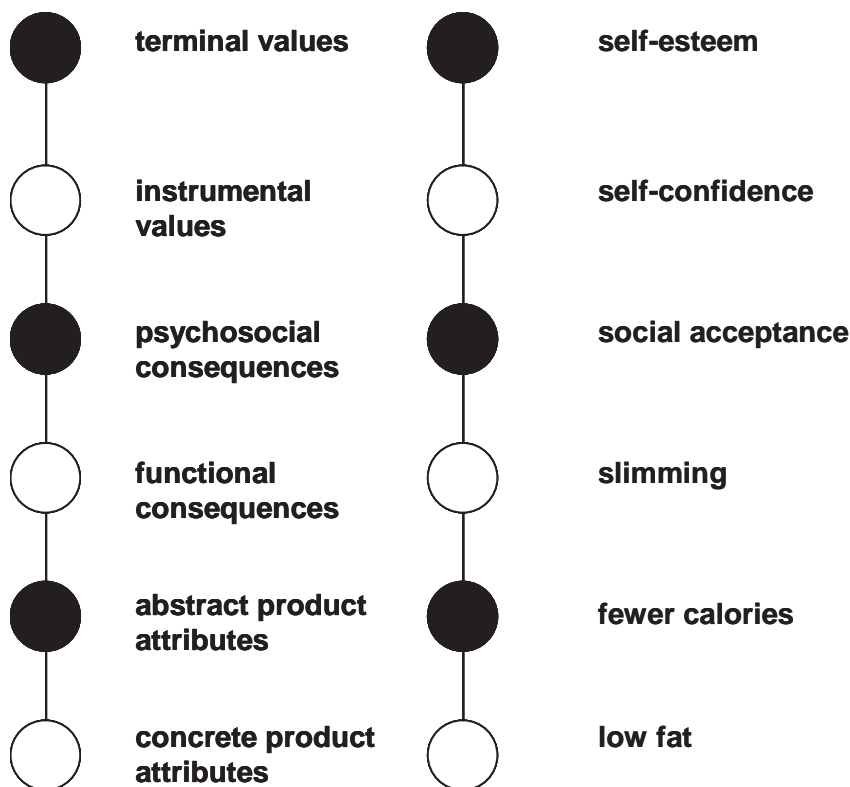 terminal values
self-esteem
instrumental
values
self-confidence
psychosocial
consequences
social acceptance
functional
consequences
slimming
abstract product
attributes
fewer calories
concrete product
attributes
low fat